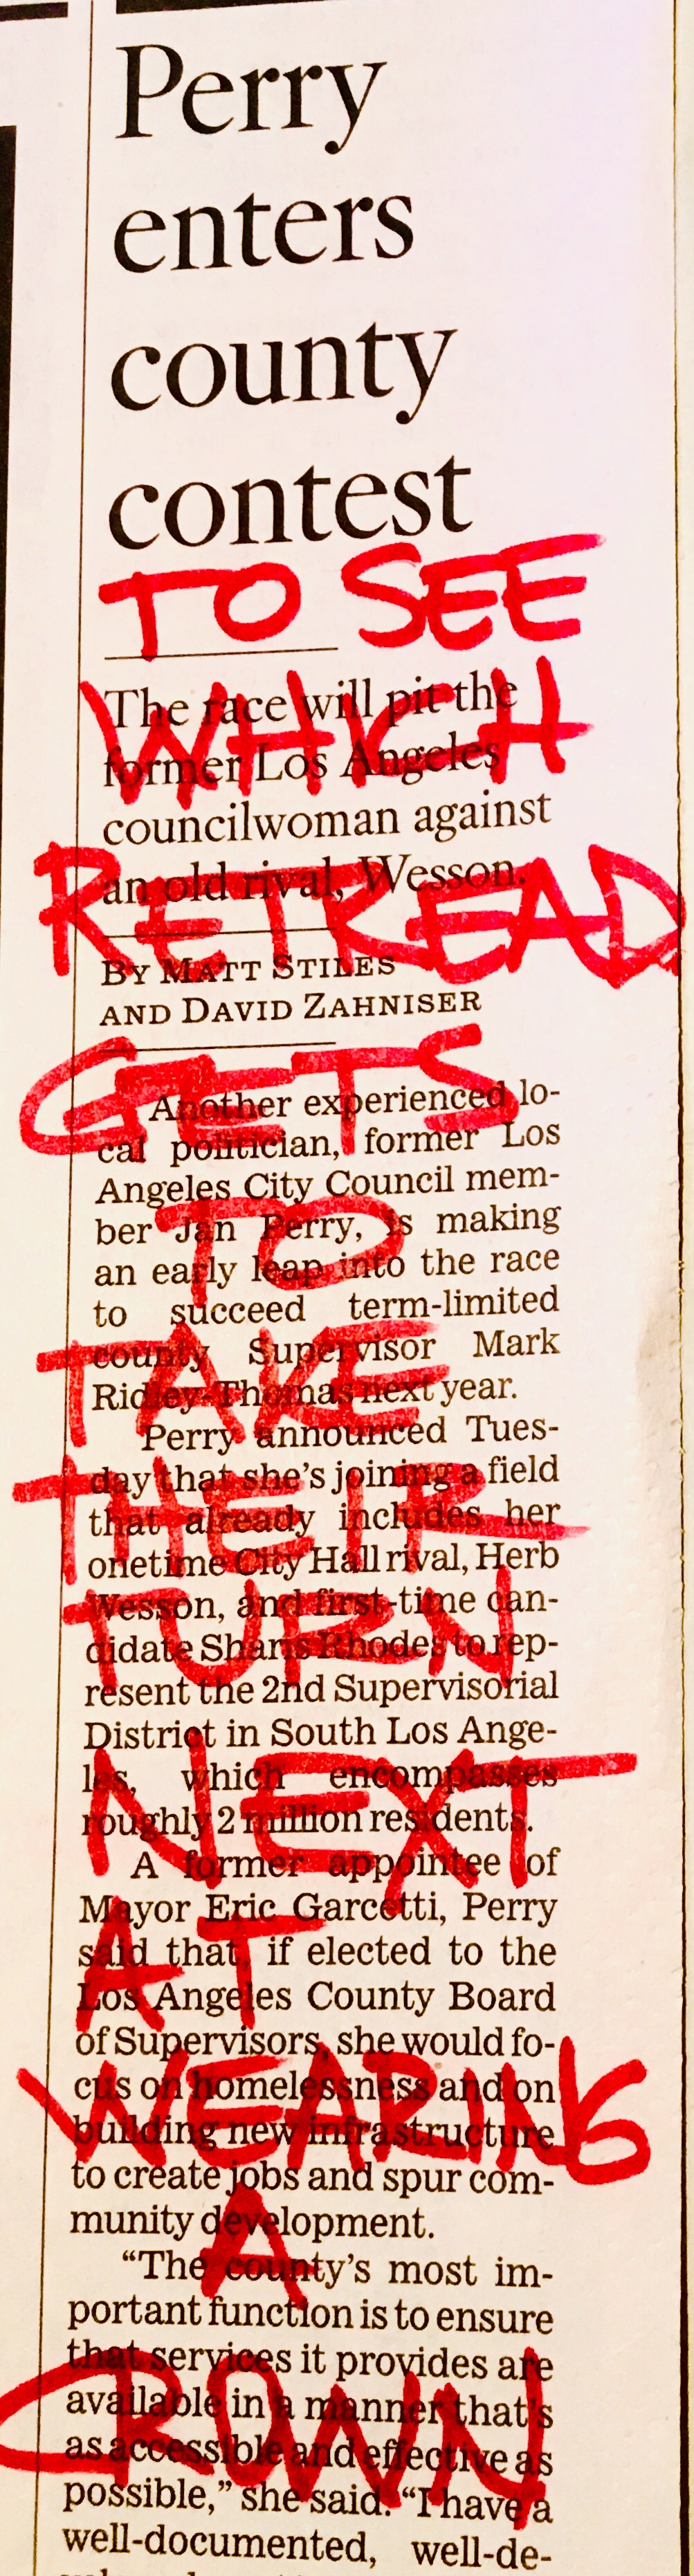 Perry
enters
county
contest
TO SEE
WHICH
RETREAD
GETS
TO
TAKE
THEIR
TURN
NEXT
AT
WEARING
A
CROWN
The race will pit the
former Los Angeles
councilwoman against
an old rival, Wesson.
BY MATT STILES
AND DAVID ZAHNISER
Another experienced lo-
cal politician, former Los
Angeles City Council mem-
ber Jan Perry, is making
an early leap into the race
to succeed term-limited
county Supervisor Mark
Ridley-Thomas next year.
Perry announced Tues-
day that she's joining a field
that already includes her
onetime City Hall rival, Herb
Wesson, and first-time can-
didate Sharis Rhodes to rep-
resent the 2nd Supervisorial
District in South Los Ange-
les, which encompasses
roughly 2 million residents.
A former appointee of
Mayor Eric Garcetti, Perry
said that, if elected to the
Los Angeles County Board
of Supervisors, she would fo-
cus on homelessness and on
building new infrastructure
to create jobs and spur com-
munity development.
“The county's most im-
portant function is to ensure
that services it provides are
available in a manner that's
as accessible and effective as
possible,” she said. “I have a
well-documented, well-de-